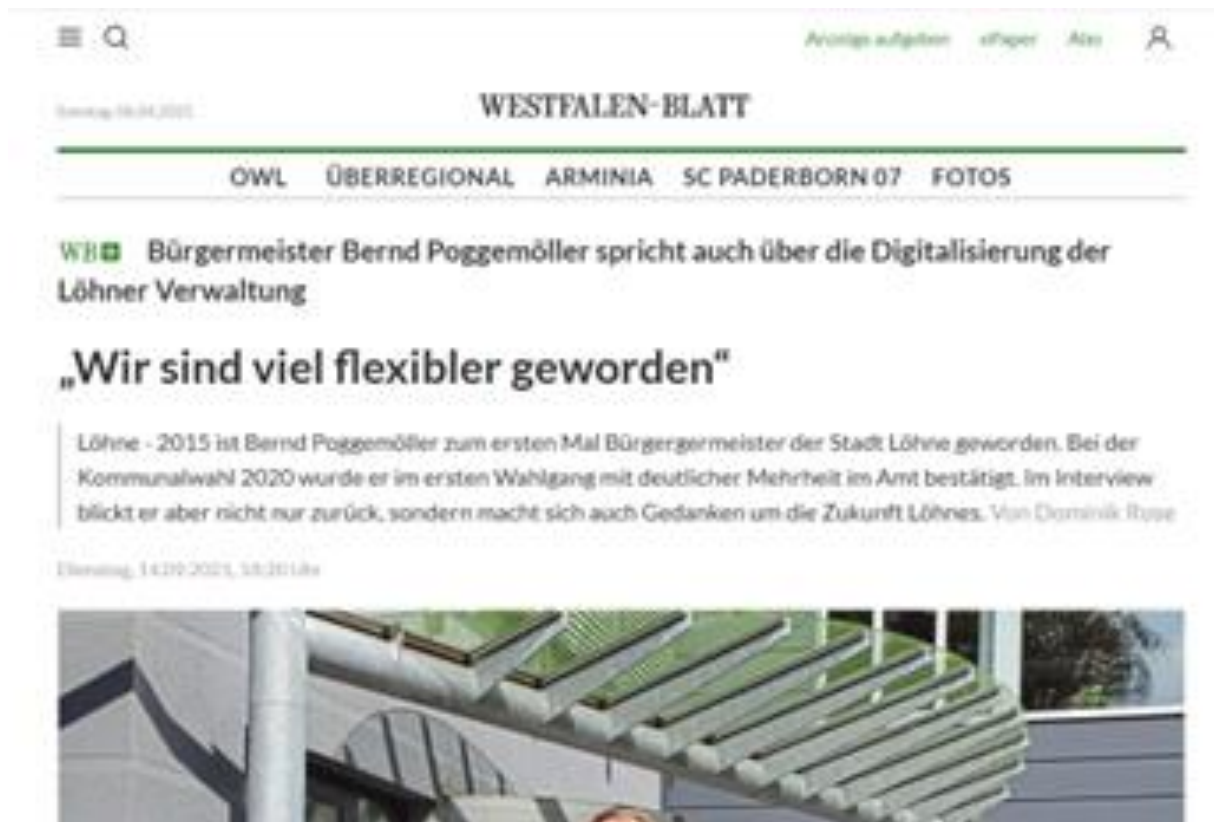 Anzeige aufgeben ePaper Abo
WESTFALEN-BLATT
OWL ÜBERREGIONAL ARMINIA SC PADERBORN 07 FOTOS
WB+ Bürgermeister Bernd Poggemöller spricht auch über die Digitalisierung der
Löhner Verwaltung
„Wir sind viel flexibler geworden“
Löhne - 2015 ist Bernd Poggemöller zum ersten Mal Bürgergermeister der Stadt Löhne geworden. Bei der
Kommunalwahl 2020 wurde er im ersten Wahlgang mit deutlicher Mehrheit im Amt bestätigt. Im Interview
blickt er aber nicht nur zurück, sondern macht sich auch Gedanken um die Zukunft Löhnes. Von Dominik Rose
Dienstag, 14.09.2021,